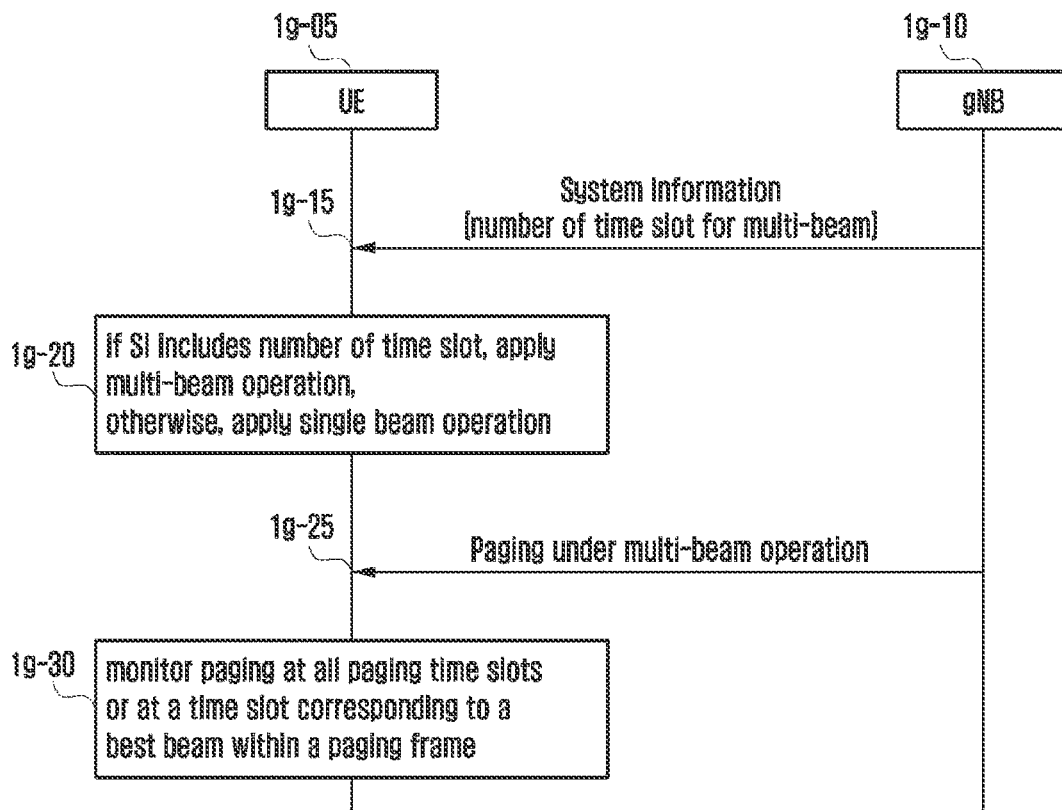 1g-05
1g-10
UE
gNB
1g-15
System Information
(number of time slot for multi-beam)
1g-20
if SI includes number of time slot, apply
multi-beam operation,
otherwise, apply single beam operation
1g-25
Paging under multi-beam operation
1g-30
monitor paging at all paging time slots
or at a time slot corresponding to a
best beam within a paging frame